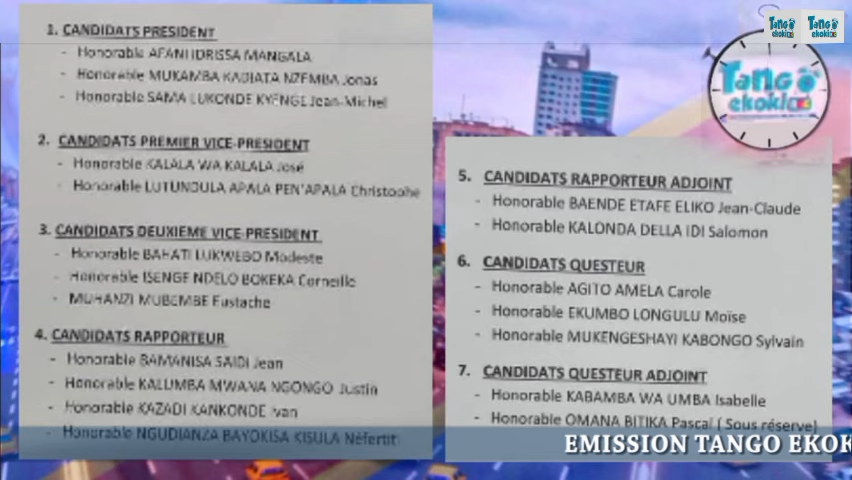 1. CANDIDATS PRESIDENT
- Honorable AFANI IDRISSA MANGALA
- Honorable MUKAMBA KADIATA NZEMBA Jonas
- Honorable SAMA LUKONDE KYENGE Jean-Michel
2. CANDIDATS PREMIER VICE-PRESIDENT
- Honorable KALALA WA KALALA José
- Honorable LUTUNDULA APALA PEN'APALA Christophe
3. CANDIDATS DEUXIEME VICE-PRESIDENT
- Honorable BAHATI LUKWEBO Modeste
- Honorable ISENGE NDELO BOKEKA Corneille
- MUHANZI MUBEMBE Eustache
4. CANDIDATS RAPPORTEUR
- Honorable BAMANISA SAIDI Jean
- Honorable KALUMBA MWANA NGONGO Justin
- Honorable KAZADI KANKONDE Ivan
- Honorable NGUDIANZA BAYOKISA KISULA Néfertiti
Tango ekoki
Tango ekoki
Tango
ekoki
5. CANDIDATS RAPPORTEUR ADJOINT
- Honorable BAENDE ETAFE ELIKO Jean-Claude
- Honorable KALONDA DELLA IDI Salomon
6. CANDIDATS QUESTEUR
- Honorable AGITO AMELA Carole
- Honorable EKUMBO LONGULU Moïse
- Honorable MUKENGESHAYI KABONGO Sylvain
7. CANDIDATS QUESTEUR ADJOINT
- Honorable KABAMBA WA UMBA Isabelle
- Honorable OMANA BITIKA Pascal ( Sous réserve)
EMISSION TANGO EKOK